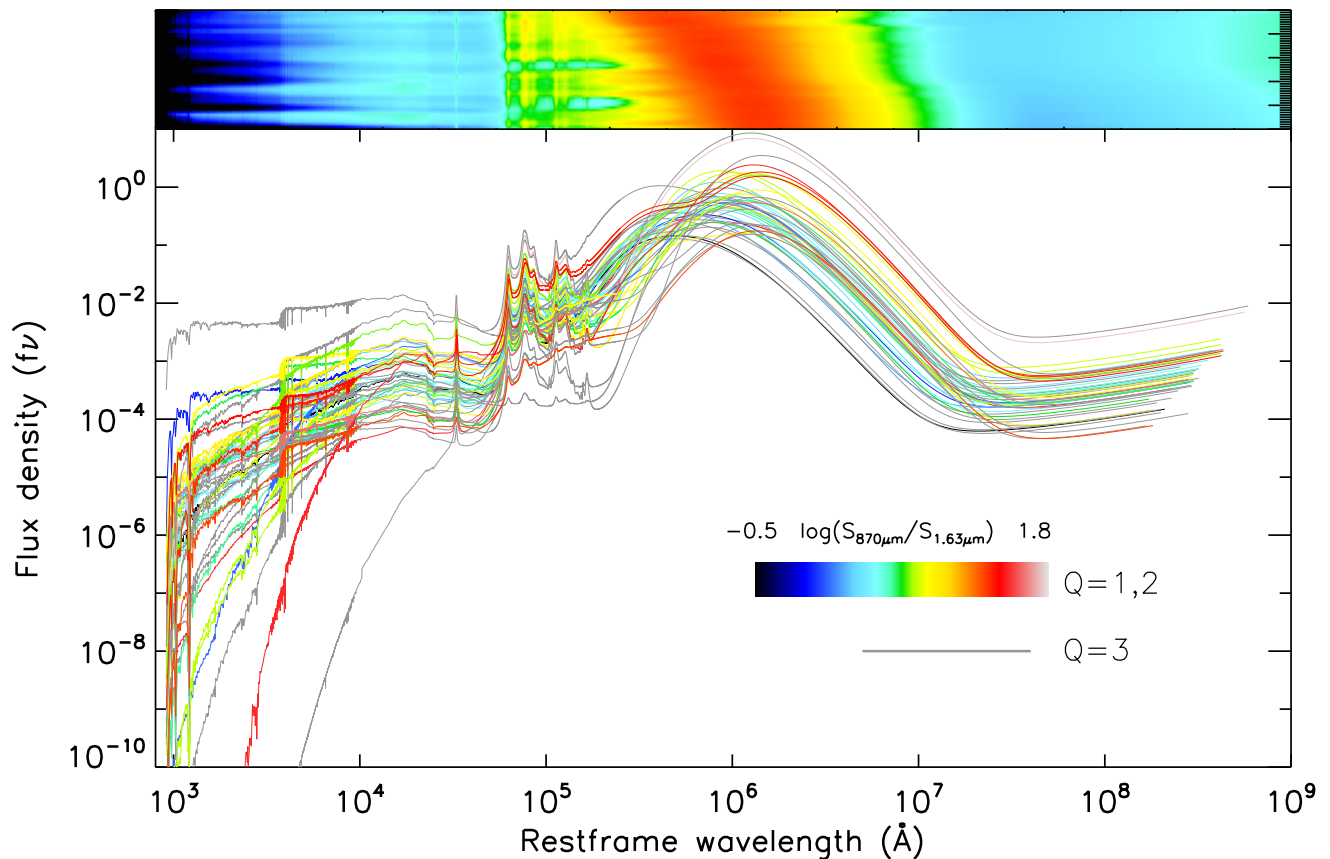 10⁰
10⁻²
10⁻⁴
10⁻⁶
10⁻⁸
10⁻¹⁰
Flux density (fν)
−0.5 log(S₈₇₀μm/S₁.₆₃μm) 1.8
Q=1,2
Q=3
10³ 10⁴ 10⁵ 10⁶ 10⁷ 10⁸ 10⁹
Restframe wavelength (Å)